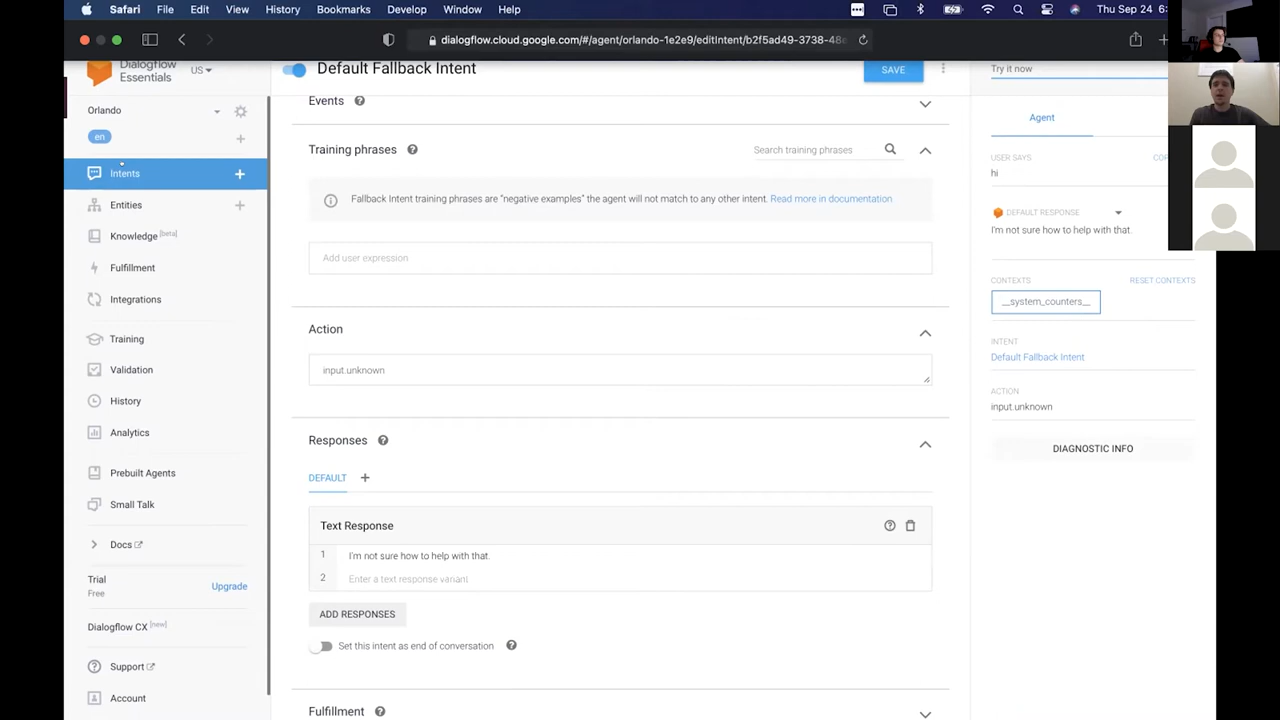 Safari File Edit View History Bookmarks Develop Window Help Thu Sep 24 6:
dialogflow.cloud.google.com/#/agent/orlando-1e2e9/editIntent/b2f5ad49-3738-48
Dialogflow
Essentials
US
Orlando
en
Intents
Entities
Knowledge [beta]
Fulfillment
Integrations
Training
Validation
History
Analytics
Prebuilt Agents
Small Talk
Docs
Trial
Free
Upgrade
Dialogflow CX [new]
Support
Account
Default Fallback Intent
SAVE
Events
Training phrases
Search training phrases
Fallback Intent training phrases are "negative examples" the agent will not match to any other intent. Read more in documentation
Add user expression
Action
input.unknown
Responses
DEFAULT
Text Response
1 I'm not sure how to help with that.
2 Enter a text response variant
ADD RESPONSES
Set this intent as end of conversation
Fulfillment
Try it now
Agent
USER SAYS
hi
DEFAULT RESPONSE
I'm not sure how to help with that.
CONTEXTS
RESET CONTEXTS
__system_counters__
INTENT
Default Fallback Intent
ACTION
input.unknown
DIAGNOSTIC INFO